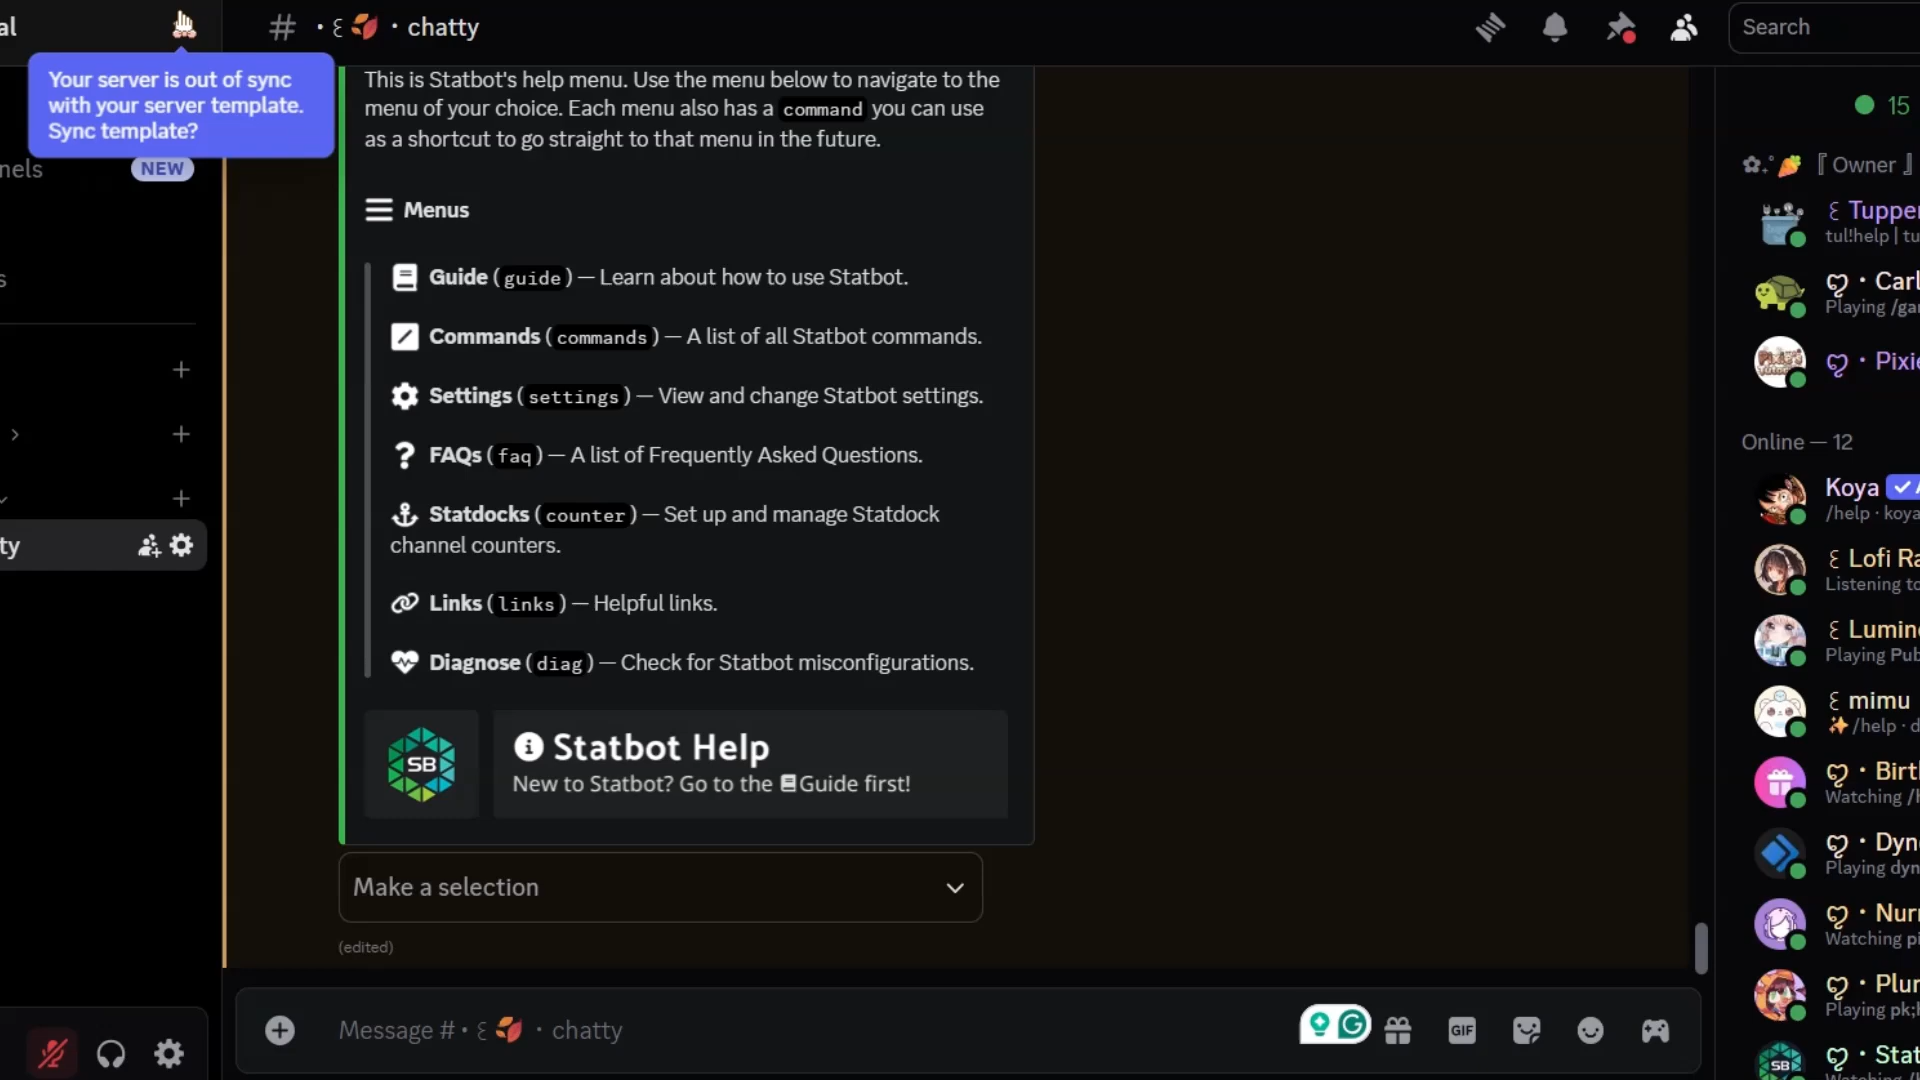 al
# • ꒰ 🍂 • chatty
Search
Your server is out of sync
with your server template.
Sync template?
nels
NEW
s
ty
This is Statbot's help menu. Use the menu below to navigate to the
menu of your choice. Each menu also has a command you can use
as a shortcut to go straight to that menu in the future.
Menus
Guide (guide) — Learn about how to use Statbot.
Commands (commands) — A list of all Statbot commands.
Settings (settings) — View and change Statbot settings.
FAQs (faq) — A list of Frequently Asked Questions.
Statdocks (counter) — Set up and manage Statdock
channel counters.
Links (links) — Helpful links.
Diagnose (diag) — Check for Statbot misconfigurations.
SB
Statbot Help
New to Statbot? Go to the Guide first!
Make a selection
(edited)
Message # • ꒰ 🍂 • chatty
GIF
15
『 Owner 』
Tupper
tul!help | tu
ღ • Carl
Playing /ga
ღ • Pixie
Online — 12
Koya
/help · koya
Lofi Ra
Listening to
Lumin
Playing Pub
mimu
✨/help · d
ღ • Birt
Watching /h
ღ • Dyn
Playing dyn
ღ • Nur
Watching pi
ღ • Plur
Playing pk;h
SB
ღ • Stat